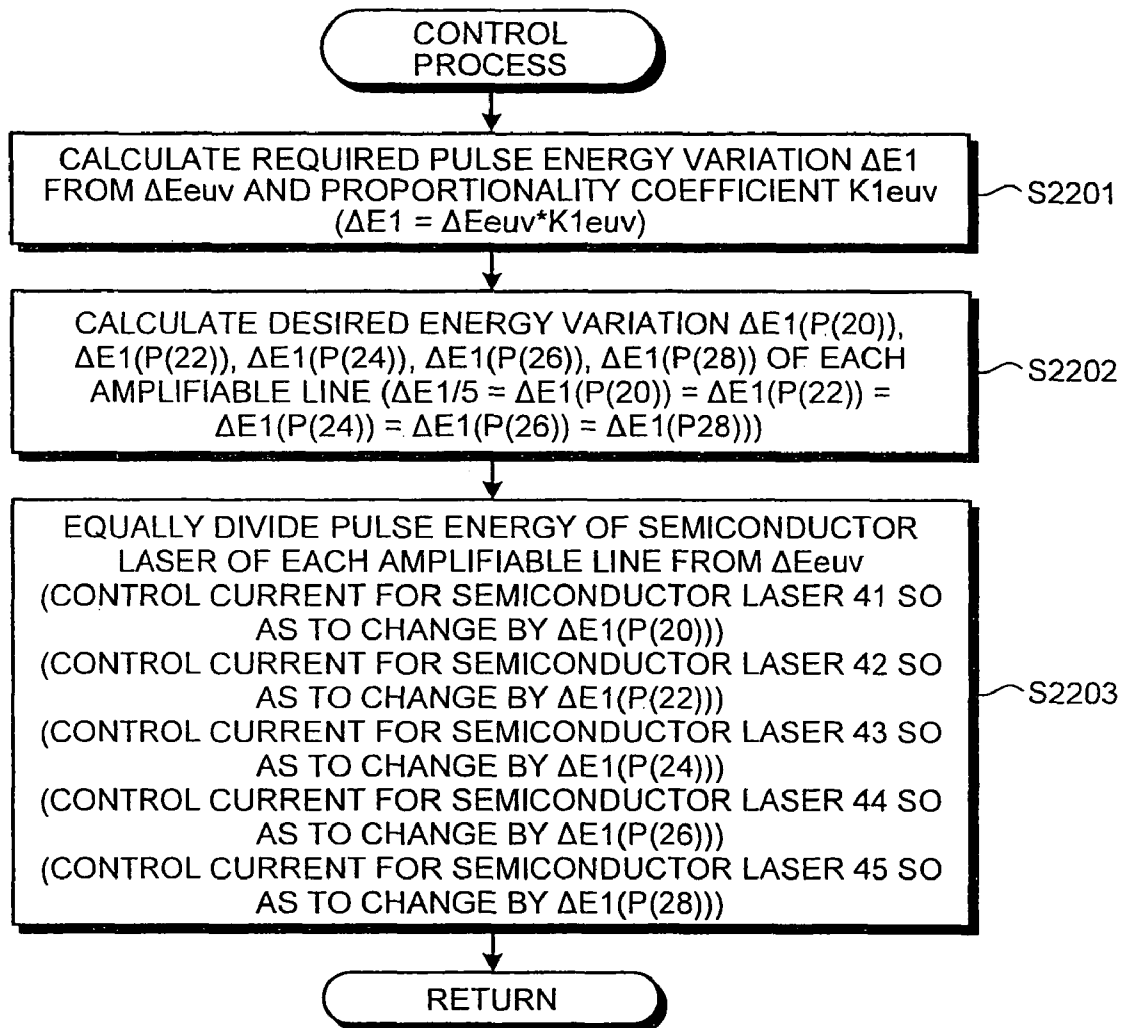 CONTROL
PROCESS
CALCULATE REQUIRED PULSE ENERGY VARIATION ΔE1
FROM ΔEeuv AND PROPORTIONALITY COEFFICIENT K1euv
(ΔE1 = ΔEeuv*K1euv)
S2201
CALCULATE DESIRED ENERGY VARIATION ΔE1(P(20)),
ΔE1(P(22)), ΔE1(P(24)), ΔE1(P(26)), ΔE1(P(28)) OF EACH
AMPLIFIABLE LINE (ΔE1/5 = ΔE1(P(20)) = ΔE1(P(22)) =
ΔE1(P(24)) = ΔE1(P(26)) = ΔE1(P28)))
S2202
EQUALLY DIVIDE PULSE ENERGY OF SEMICONDUCTOR
LASER OF EACH AMPLIFIABLE LINE FROM ΔEeuv
(CONTROL CURRENT FOR SEMICONDUCTOR LASER 41 SO
AS TO CHANGE BY ΔE1(P(20)))
(CONTROL CURRENT FOR SEMICONDUCTOR LASER 42 SO
AS TO CHANGE BY ΔE1(P(22)))
(CONTROL CURRENT FOR SEMICONDUCTOR LASER 43 SO
AS TO CHANGE BY ΔE1(P(24)))
(CONTROL CURRENT FOR SEMICONDUCTOR LASER 44 SO
AS TO CHANGE BY ΔE1(P(26)))
(CONTROL CURRENT FOR SEMICONDUCTOR LASER 45 SO
AS TO CHANGE BY ΔE1(P(28)))
S2203
RETURN